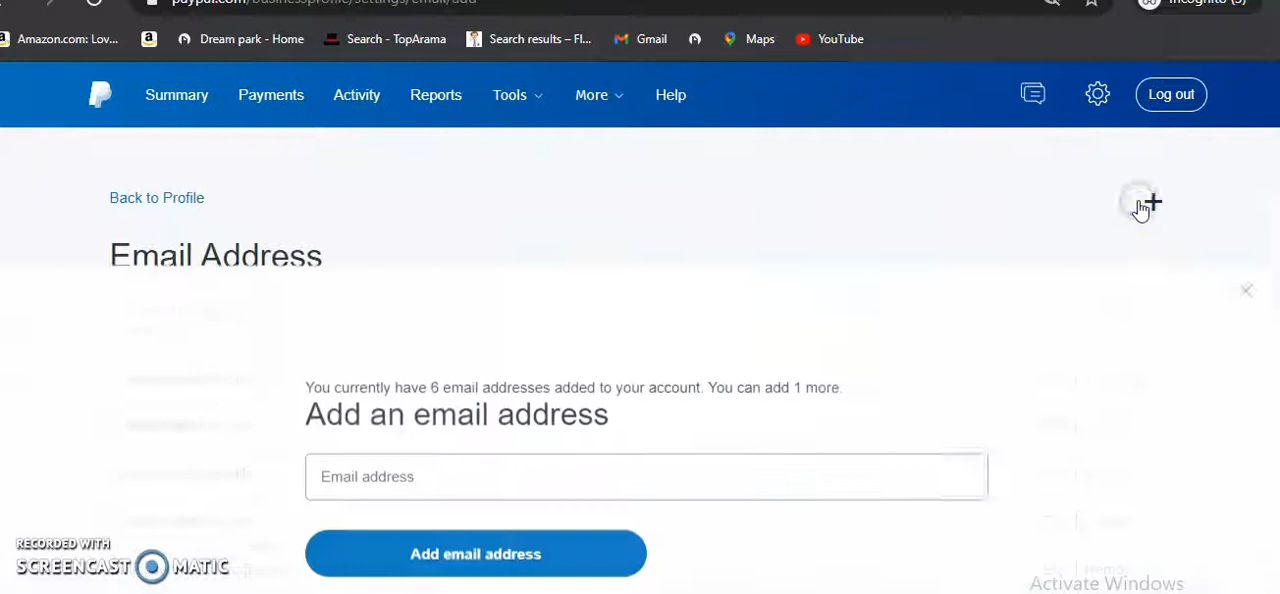 Amazon.com: Lov...
Dream park - Home
Search - TopArama
Search results – Fl...
Gmail
Maps
YouTube
Summary
Payments
Activity
Reports
Tools
More
Help
Log out
Back to Profile
+
Email Address
You currently have 6 email addresses added to your account. You can add 1 more.
Add an email address
Email address
Add email address
RECORDED WITH
SCREENCAST MATIC
Activate Windows